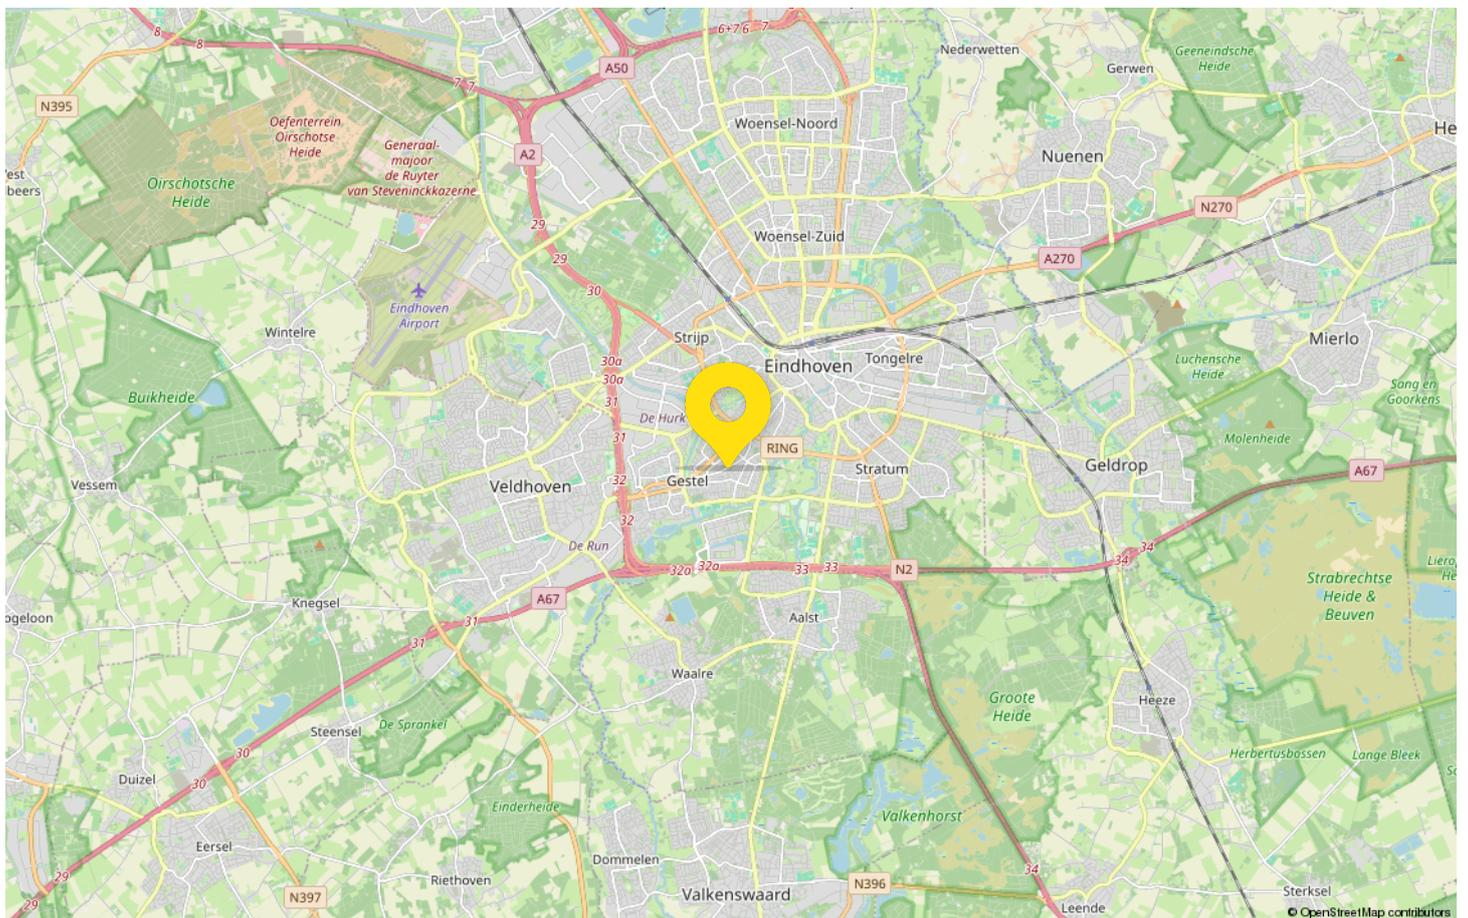 8
8
6+7
6
7
Nederwetten
Geeneindsche
Heide
Gerwen
A50
7
7
N395
Oefenterrein
Oirschotse
Heide
Woensel-Noord
He
Generaal-
majoor
de Ruyter
van Steveninckkazerne
A2
Nuenen
Oirschotsche
Heide
beers
N270
29
Woensel-Zuid
29
A270
30
Eindhoven
Airport
Wintelre
Strijp
Mierlo
30a
Eindhoven
Tongelre
Luchensche
Heide
30a
Buikheide
31
Sang en
Goorkens
De Hurk
31
RING
Molenheide
Geldrop
A67
Stratum
Vessem
Veldhoven
32
Gestel
32
De Run
34
34
32a
32a
33
33
N2
Strabrechtse
Heide &
Beuven
A67
Knegsel
ogeloon
31
31
Aalst
Waalre
Groote
Heide
Heeze
De Sprankel
Steensel
30
30
Herbertusbossen
Lange Bleek
Duizel
Einderheide
Valkenhorst
Eersel
Dommelen
34
29
29
Riethoven
N397
Valkenswaard
N396
Leende
Sterksel
© OpenStreetMap contributors